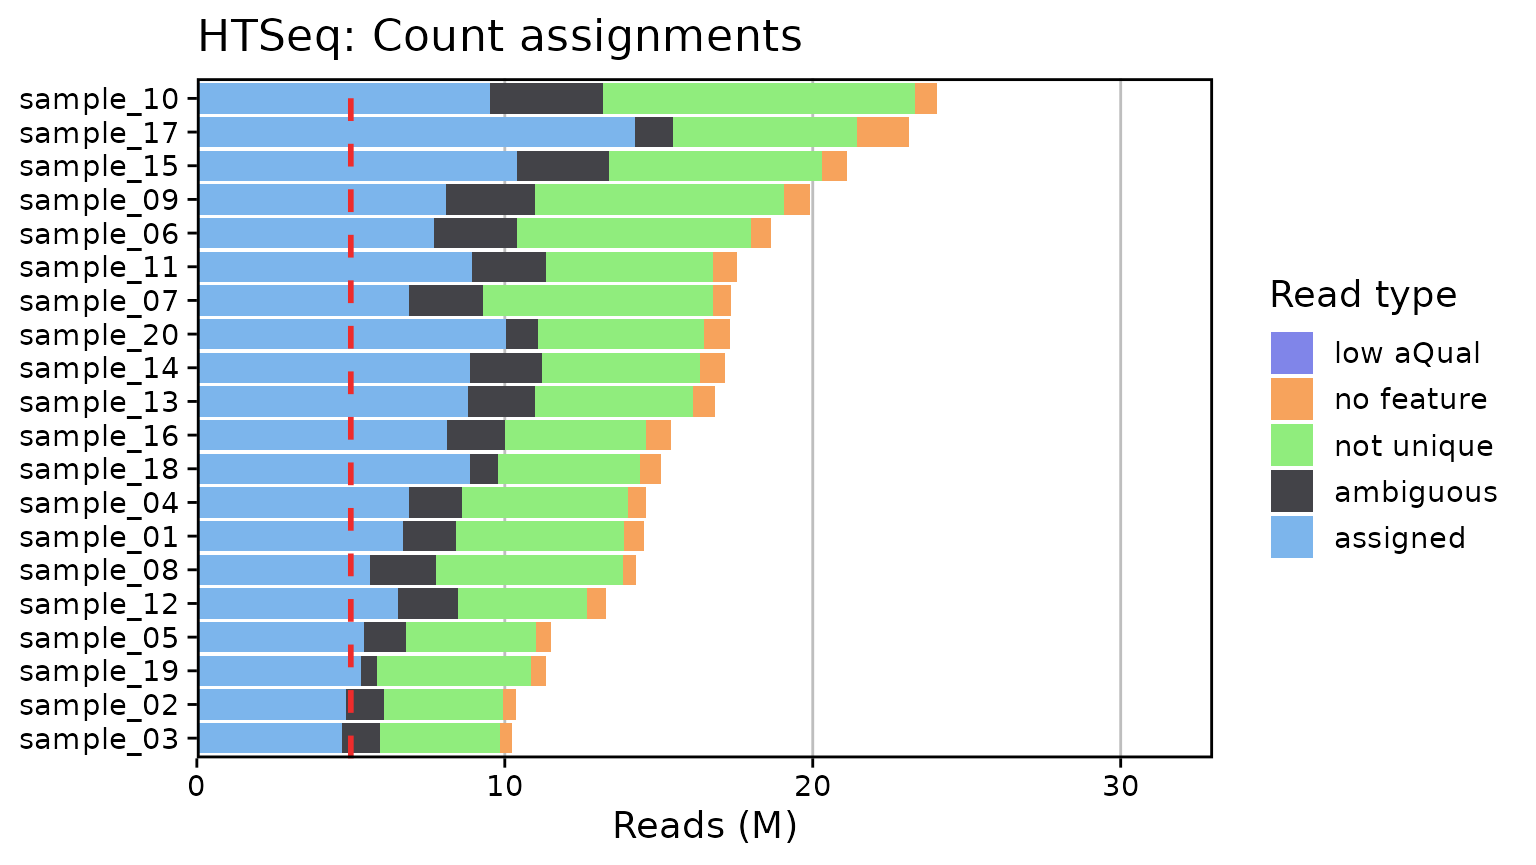 HTSeq: Count assignments
sample_10
sample_17
sample_15
sample_09
sample_06
sample_11
sample_07
sample_20
sample_14
sample_13
sample_16
sample_18
sample_04
sample_01
sample_08
sample_12
sample_05
sample_19
sample_02
sample_03
0 10 20 30
Reads (M)
Read type
low aQual
no feature
not unique
ambiguous
assigned